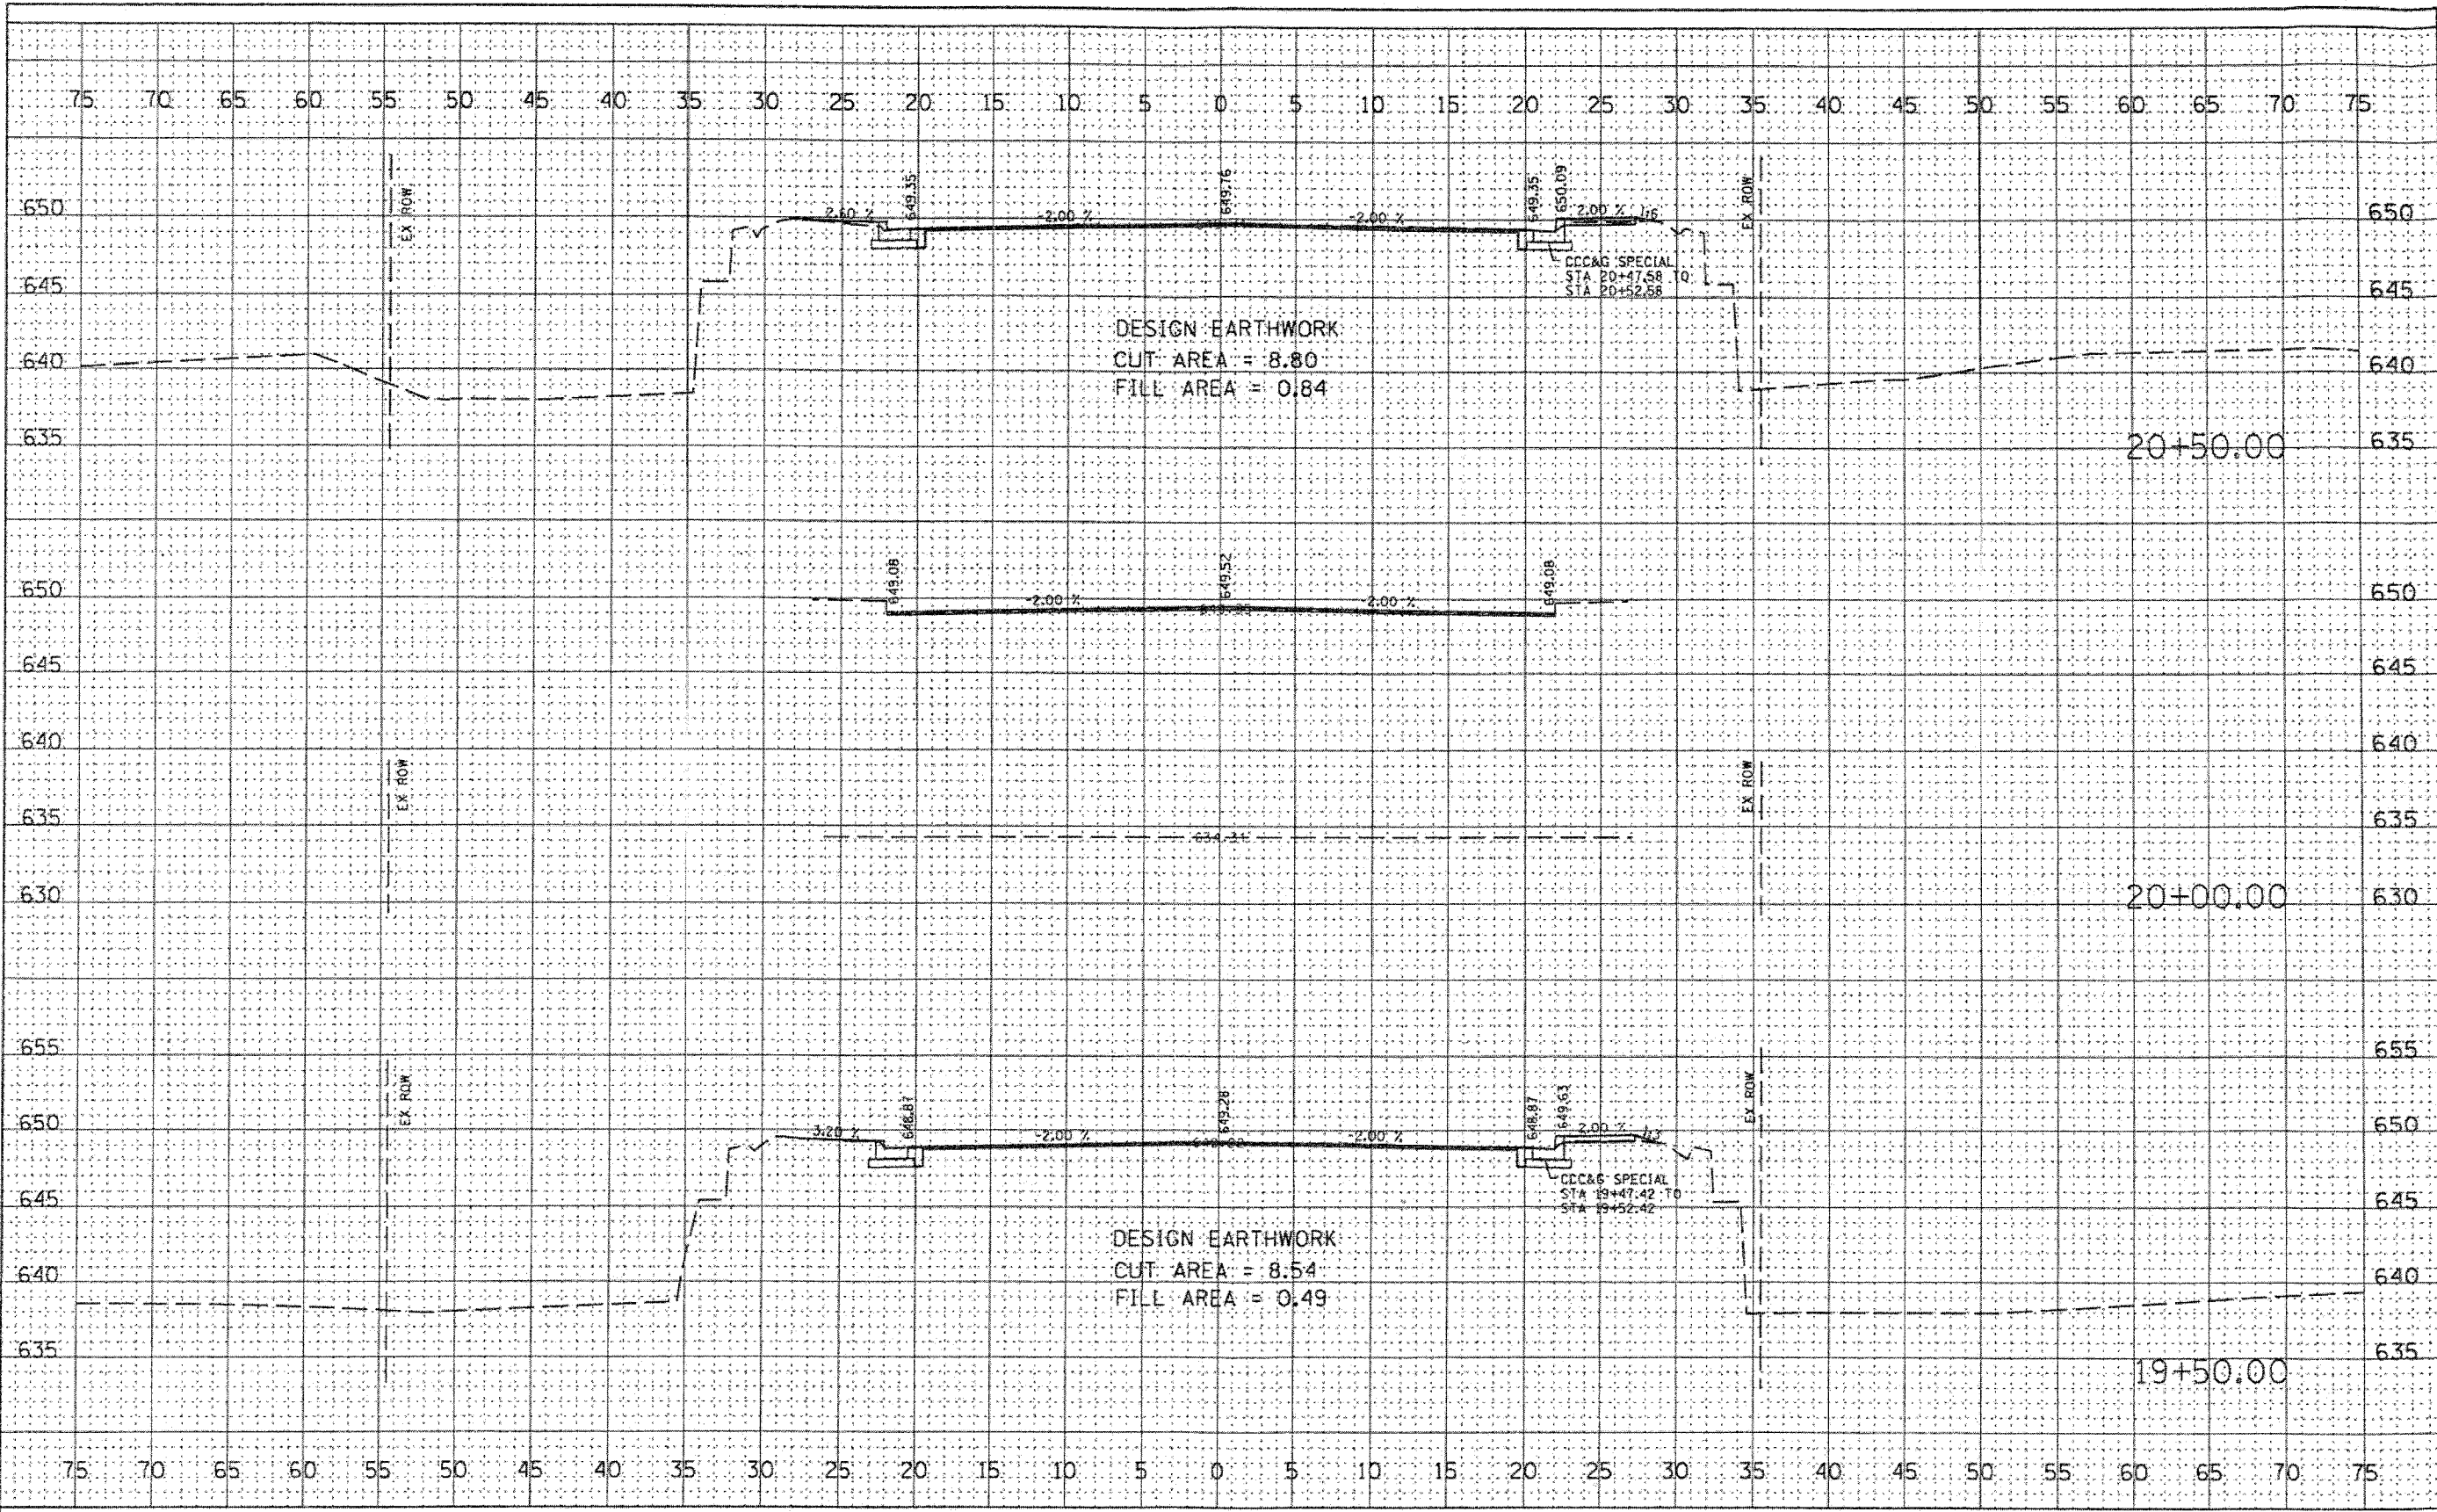 75 70 65 60 55 50 45 40 35 30 25 20 15 10 5 0 5 10 15 20 25 30 35 40 45 50 55 60 65 70 75
EX ROW
649.35
649.76
649.35
650.09
EX ROW
650
2.60 %
-2.00 %
-2.00 %
2.00 %
1:6
650
CCC&G SPECIAL
STA 20+47.58 TO
STA 20+52.58
645
645
DESIGN EARTHWORK
CUT AREA = 8.80
FILL AREA = 0.84
640
640
635
20+50.00
635
649.08
649.52
649.08
650
-2.00 %
-2.00 %
650
645
645
640
640
EX ROW
EX ROW
635
635
634.31
630
20+00.00
630
655
655
EX ROW
648.87
649.28
648.87
649.63
EX ROW
650
3.20 %
-2.00 %
-2.00 %
2.00 %
650
CCC&G SPECIAL
STA 19+47.42 TO
STA 19+52.42
645
645
DESIGN EARTHWORK
CUT AREA = 8.54
FILL AREA = 0.49
640
640
635
19+50.00
635
75 70 65 60 55 50 45 40 35 30 25 20 15 10 5 0 5 10 15 20 25 30 35 40 45 50 55 60 65 70 75